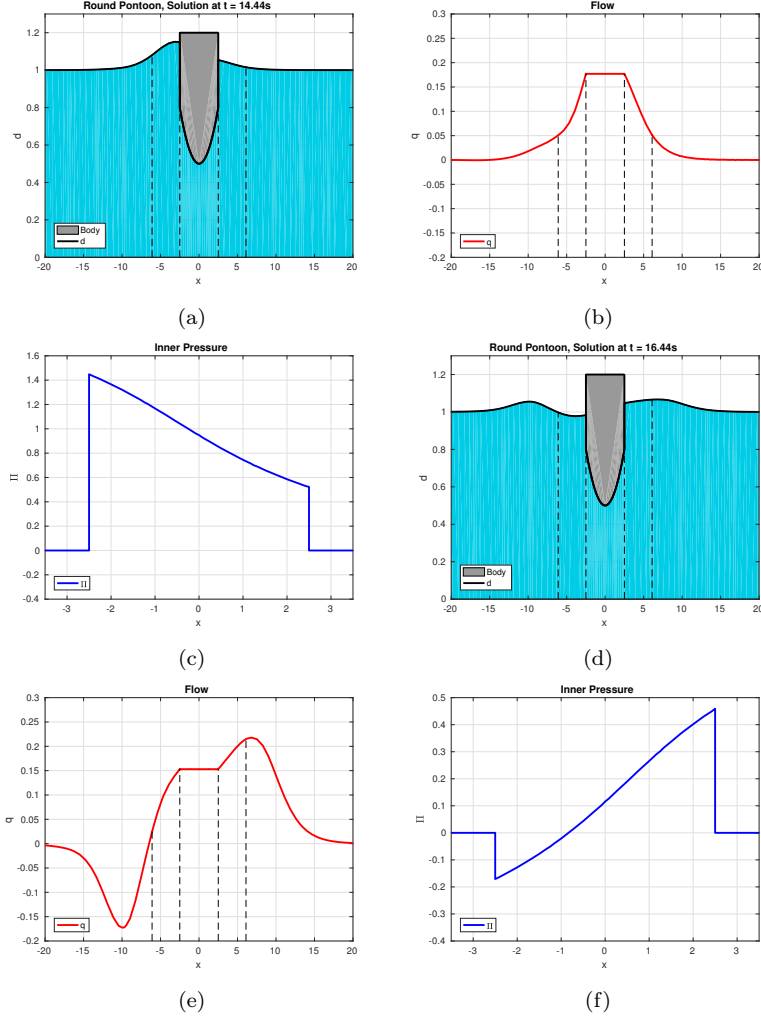 Round Pontoon, Solution at t = 14.44s
d
1.2
1
0.8
0.6
0.4
0.2
0
Body
d
-20 -15 -10 -5 0 5 10 15 20
x
(a)
Flow
q
0.3
0.25
0.2
0.15
0.1
0.05
0
-0.05
-0.1
-0.15
-0.2
q
-20 -15 -10 -5 0 5 10 15 20
x
(b)
Inner Pressure
Π
1.6
1.4
1.2
1
0.8
0.6
0.4
0.2
0
-0.2
-0.4
Π
-3 -2 -1 0 1 2 3
x
(c)
Round Pontoon, Solution at t = 16.44s
d
1.2
1
0.8
0.6
0.4
0.2
0
Body
d
-20 -15 -10 -5 0 5 10 15 20
x
(d)
Flow
q
0.3
0.25
0.2
0.15
0.1
0.05
0
-0.05
-0.1
-0.15
-0.2
q
-20 -15 -10 -5 0 5 10 15 20
x
(e)
Inner Pressure
Π
0.5
0.4
0.3
0.2
0.1
0
-0.1
-0.2
-0.3
-0.4
Π
-3 -2 -1 0 1 2 3
x
(f)